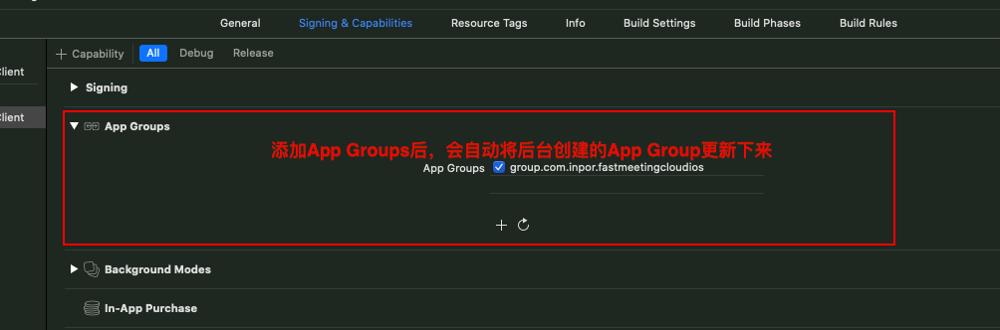 General Signing & Capabilities Resource Tags Info Build Settings Build Phases Build Rules
+ Capability All Debug Release
Client
Signing
Client
App Groups
添加App Groups后，会自动将后台创建的App Group更新下来
App Groups group.com.inpor.fastmeetingcloudios
+
Background Modes
In-App Purchase